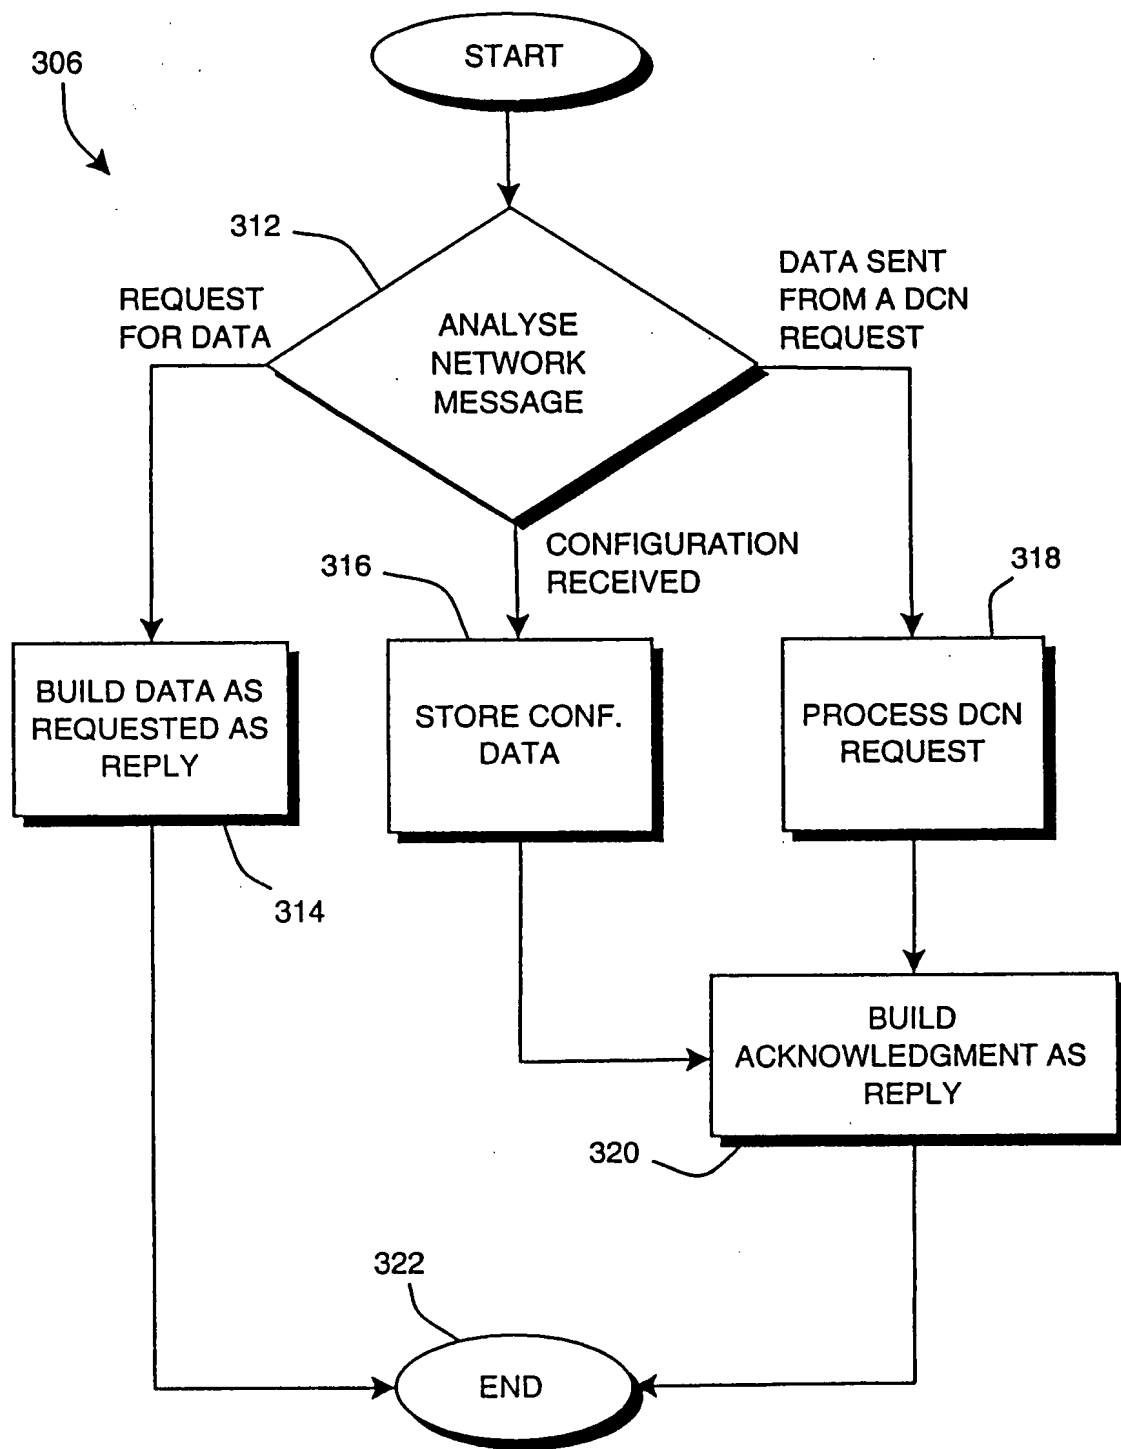 START
306
312
REQUEST
FOR DATA
ANALYSE
NETWORK
MESSAGE
DATA SENT
FROM A DCN
REQUEST
CONFIGURATION
RECEIVED
316
318
BUILD DATA AS
REQUESTED AS
REPLY
STORE CONF.
DATA
PROCESS DCN
REQUEST
314
BUILD
ACKNOWLEDGMENT AS
REPLY
320
322
END